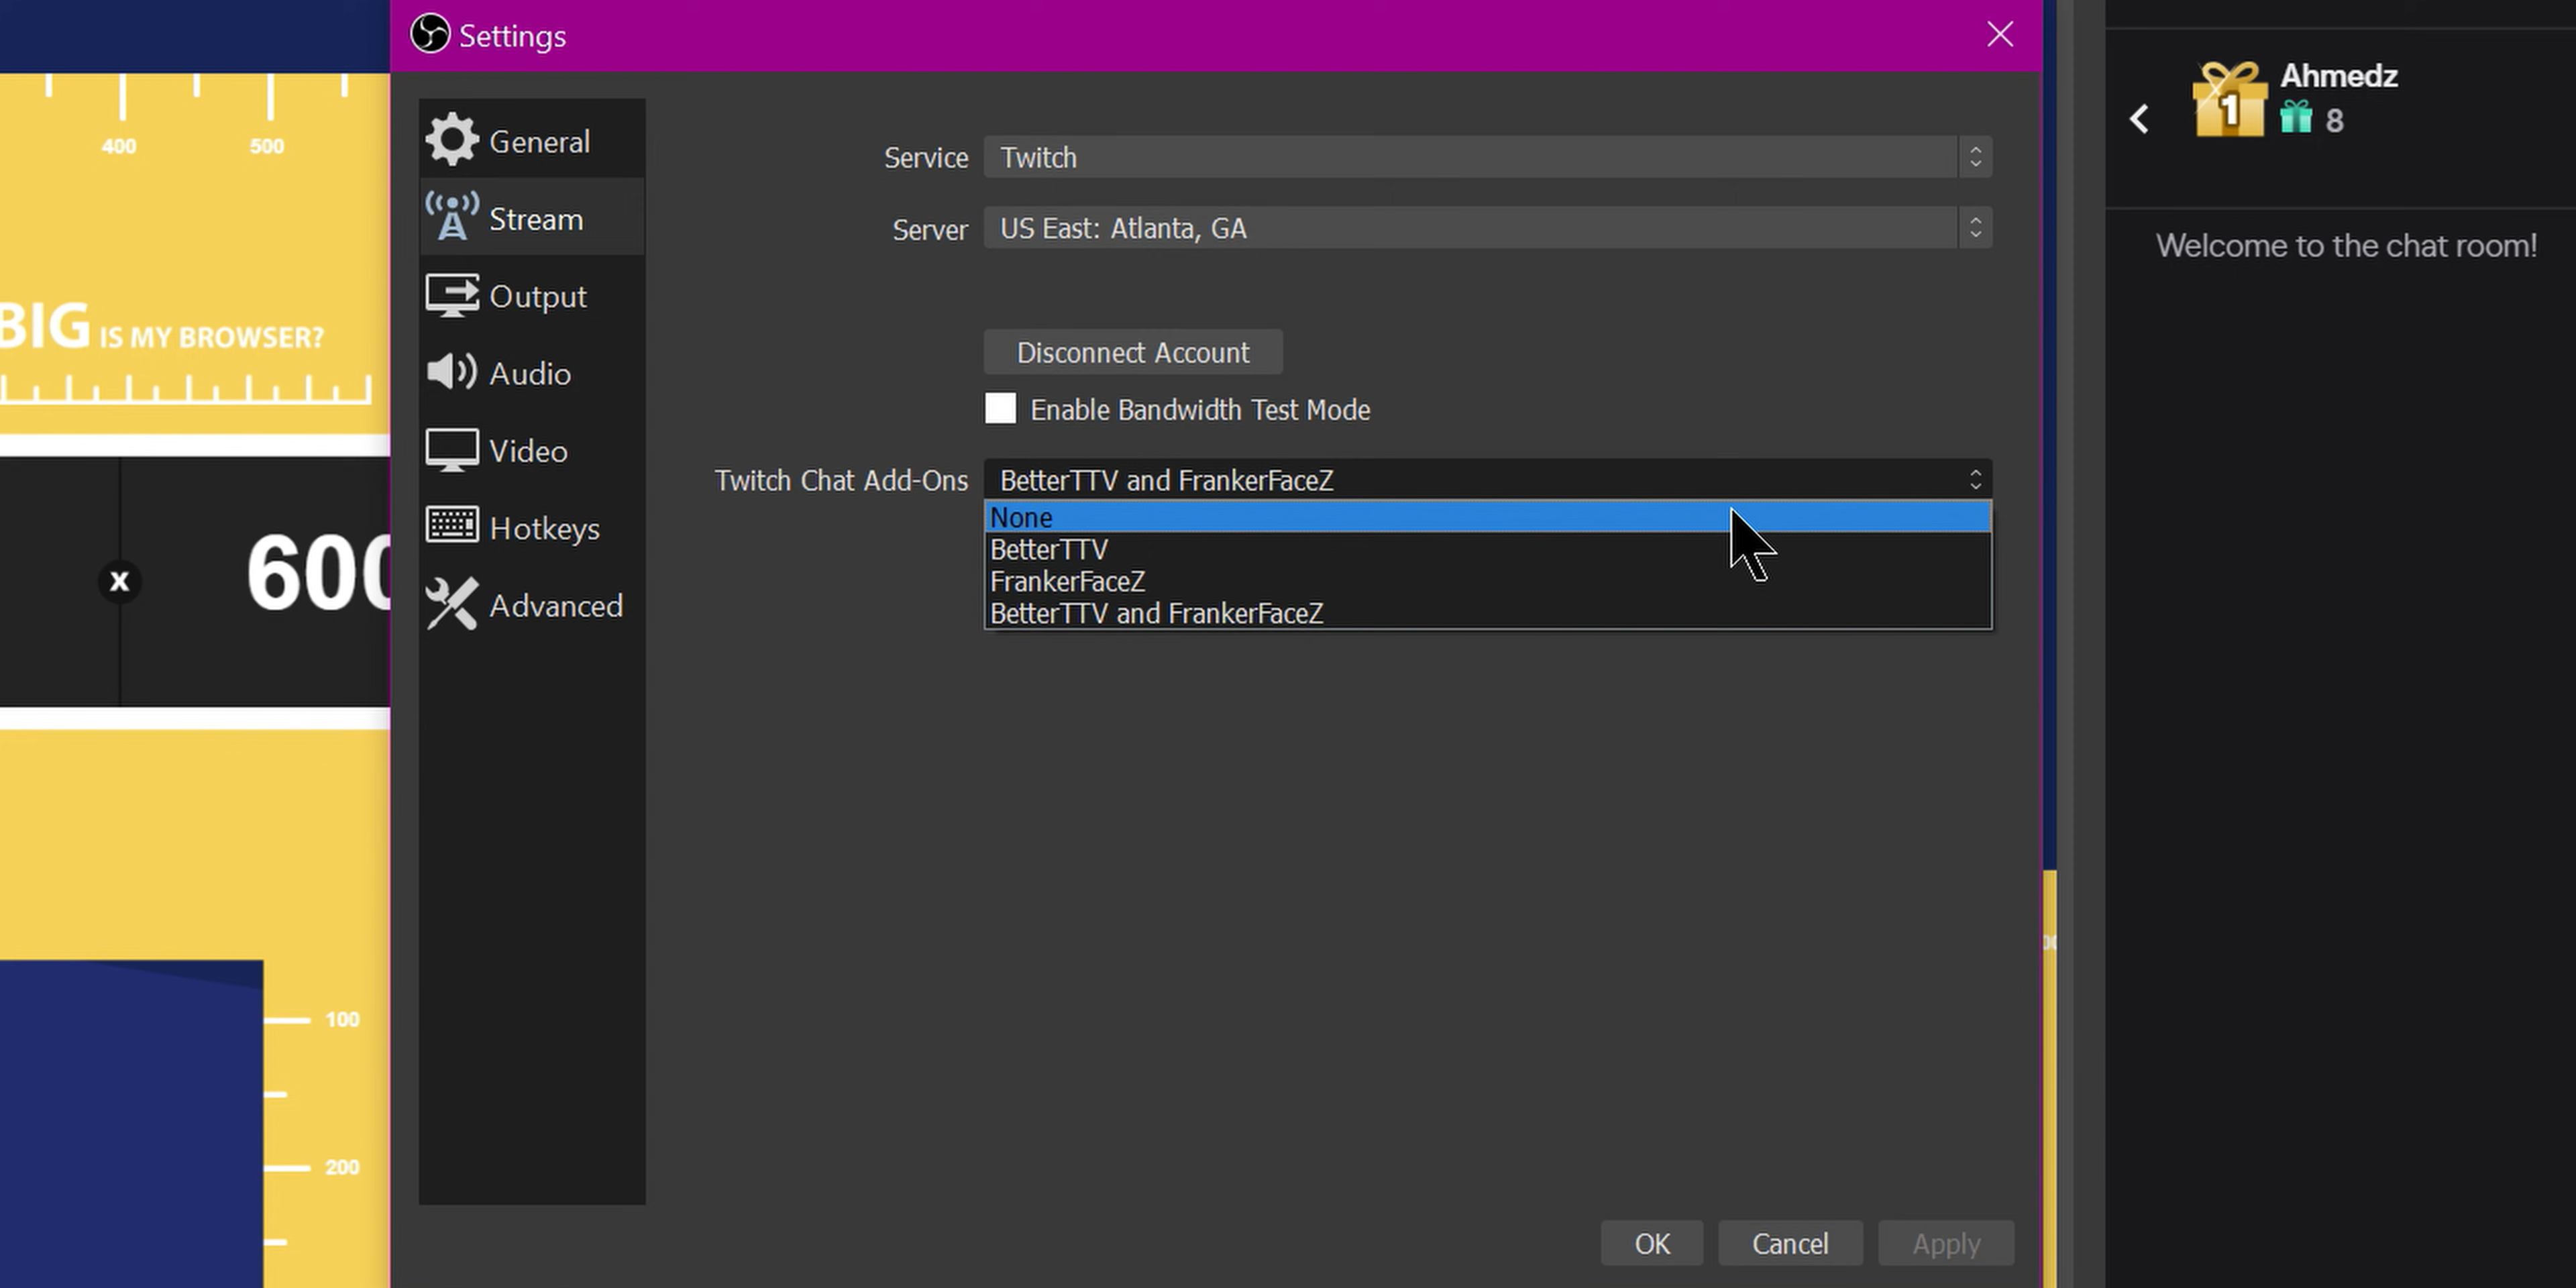 Settings
General
Stream
Output
Audio
Video
Hotkeys
Advanced
Service Twitch
Server US East: Atlanta, GA
Disconnect Account
Enable Bandwidth Test Mode
Twitch Chat Add-Ons BetterTTV and FrankerFaceZ
None
BetterTTV
FrankerFaceZ
BetterTTV and FrankerFaceZ
OK Cancel Apply
400 500
BIG IS MY BROWSER?
x 600
100
200
1 Ahmedz
8
Welcome to the chat room!